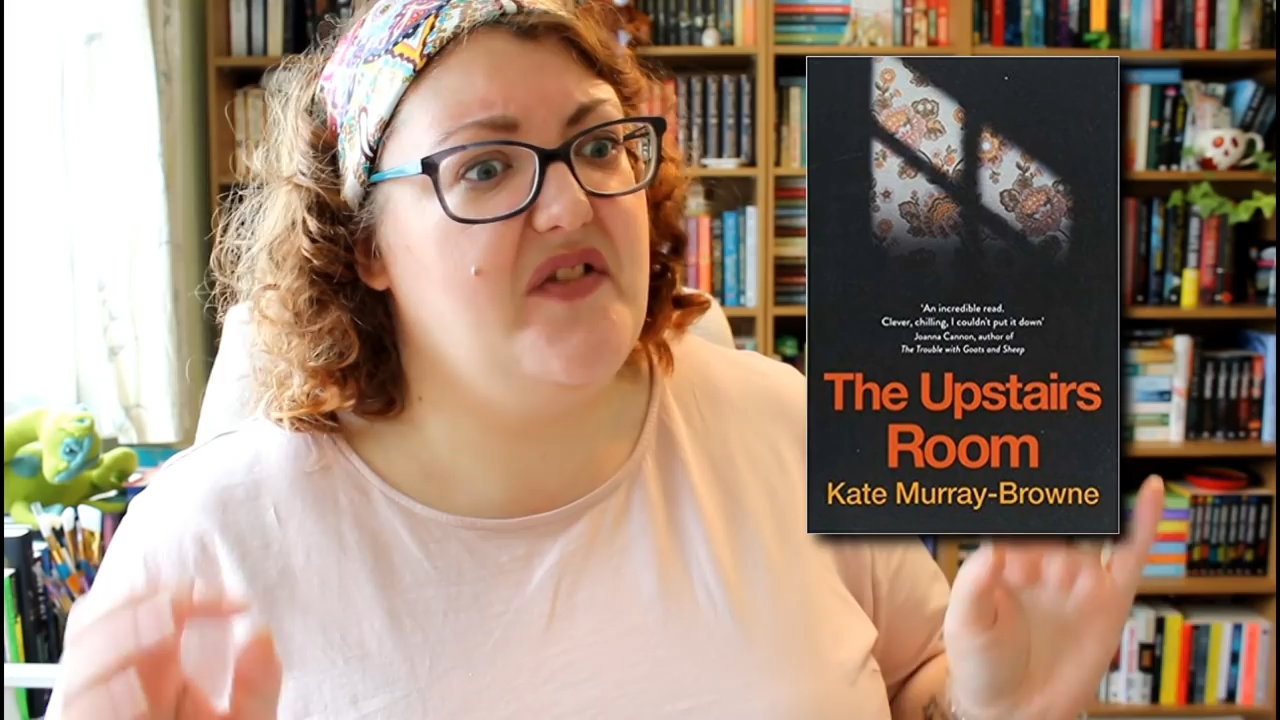 'An incredible read.
Clever, chilling, I couldn't put it down'
Joanna Cannon, author of
The Trouble with Goats and Sheep
The Upstairs
Room
Kate Murray-Browne